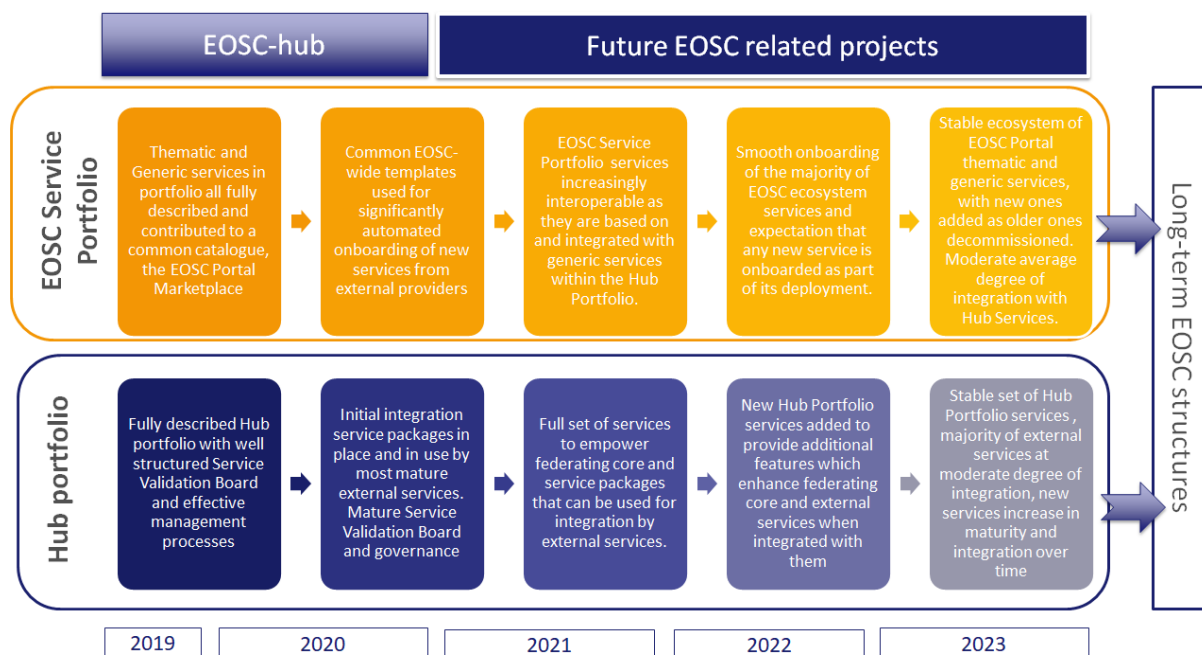 EOSC-hub
Future EOSC related projects
EOSC Service
Portfolio
Thematic and
Generic services in
portfolio all fully
described and
contributed to a
common catalogue,
the EOSC Portal
Marketplace
Common EOSC-
wide templates
used for
significantly
automated
onboarding of new
services from
external providers
EOSC Service
Portfolio services
increasingly
interoperable as
they are based on
and integrated with
generic services
within the Hub
Portfolio.
Smooth onboarding
of the majority of
EOSC ecosystem
services and
expectation that
any new service is
onboarded as part
of its deployment.
Stable ecosystem of
EOSC Portal
thematic and
generic services,
with new ones
added as older ones
decommissioned.
Moderate average
degree of
integration with
Hub Services.
Hub portfolio
Fully described Hub
portfolio with well
structured Service
Validation Board
and effective
management
processes
Initial integration
service packages in
place and in use by
most mature
external services.
Mature Service
Validation Board
and governance
Full set of services
to empower
federating core and
service packages
that can be used for
integration by
external services.
New Hub Portfolio
services added to
provide additional
features which
enhance federating
core and external
services when
integrated with
them
Stable set of Hub
Portfolio services ,
majority of external
services at
moderate degree of
integration, new
services increase in
maturity and
integration over
time
Long-term EOSC structures
2019
2020
2021
2022
2023